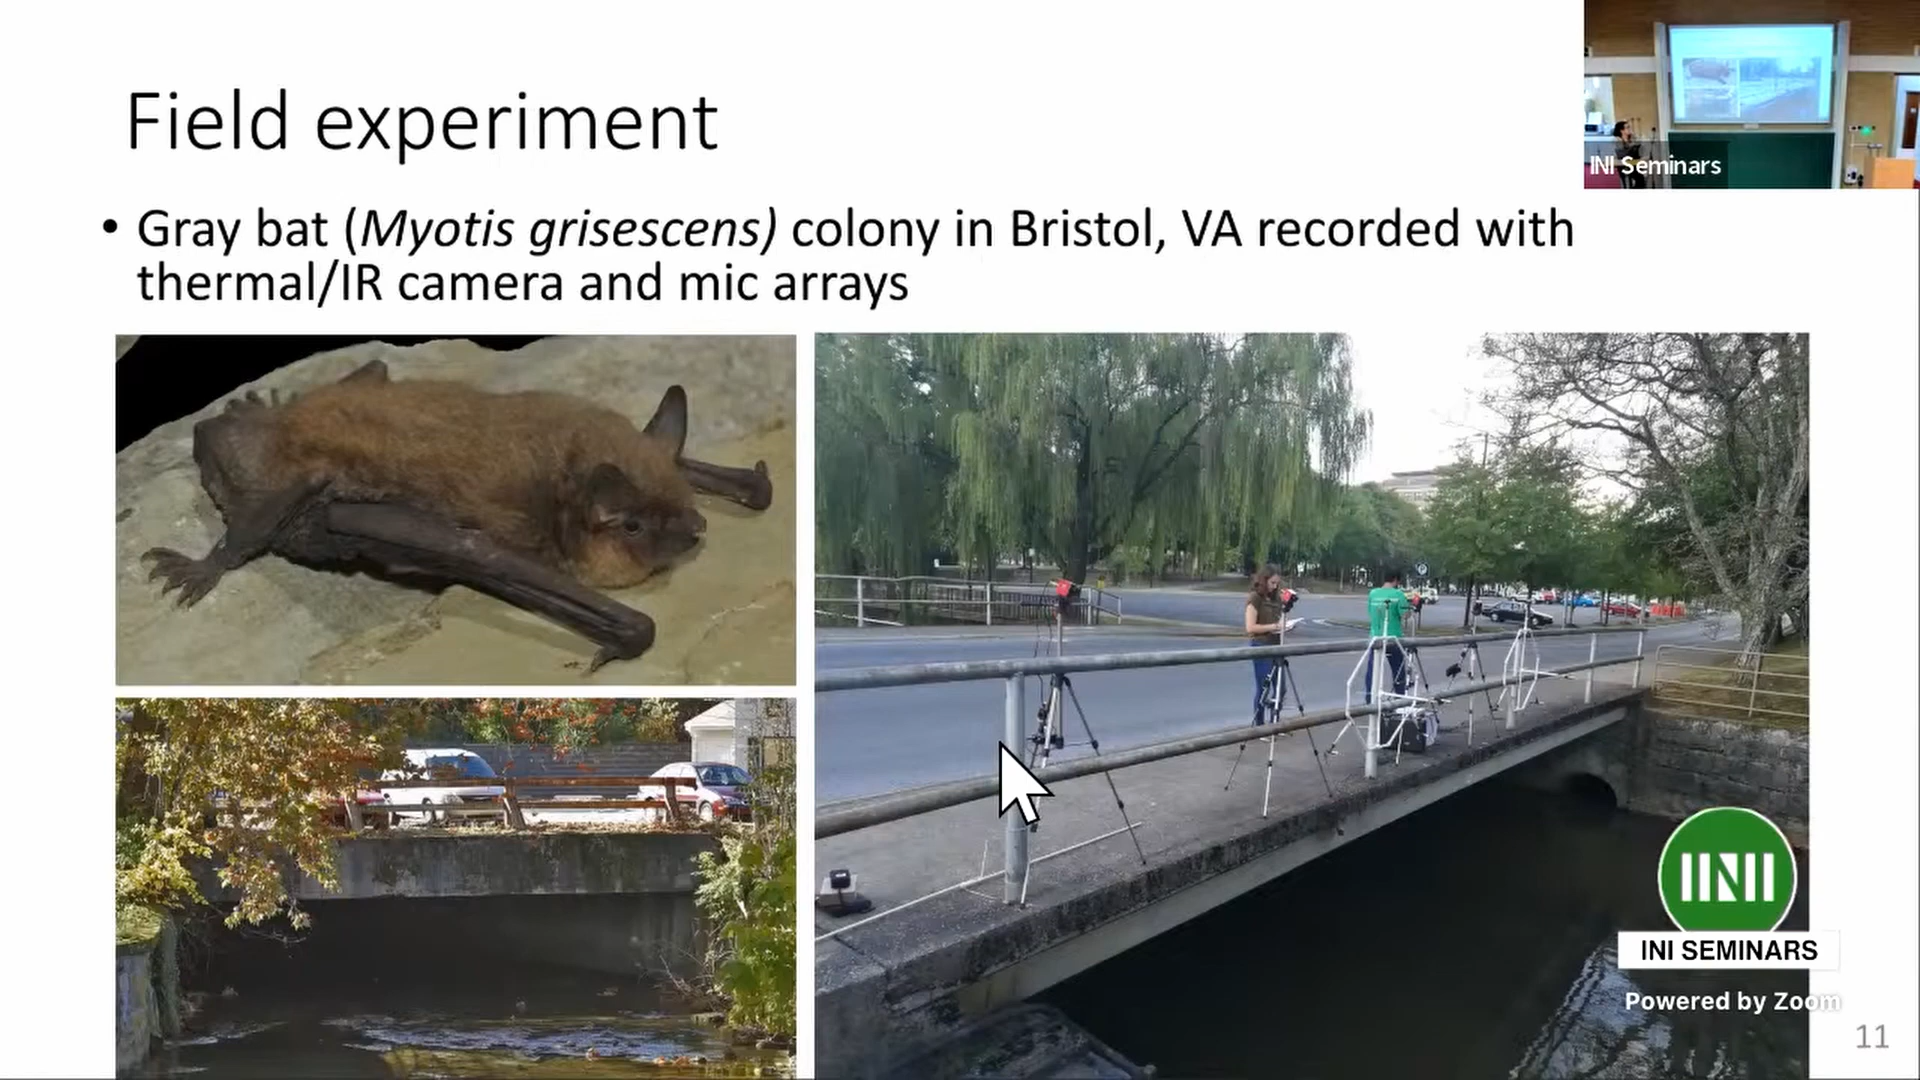 Field experiment
INI Seminars
• Gray bat (Myotis grisescens) colony in Bristol, VA recorded with
thermal/IR camera and mic arrays
INI
INI SEMINARS
Powered by Zoom
11